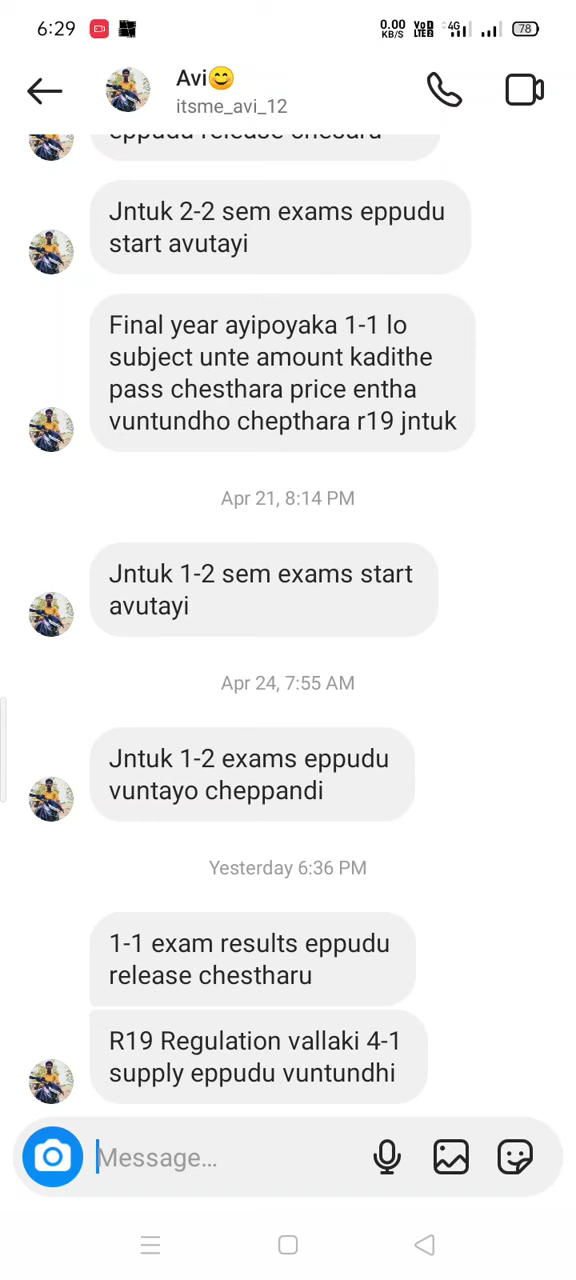 6:29
0.00 KB/S
VoD LTE2
4G
78
Avi😊
itsme_avi_12
eppudu release chesaru
Jntuk 2-2 sem exams eppudu
start avutayi
Final year ayipoyaka 1-1 lo
subject unte amount kadithe
pass chesthara price entha
vuntundho chepthara r19 jntuk
Apr 21, 8:14 PM
Jntuk 1-2 sem exams start
avutayi
Apr 24, 7:55 AM
Jntuk 1-2 exams eppudu
vuntayo cheppandi
Yesterday 6:36 PM
1-1 exam results eppudu
release chestharu
R19 Regulation vallaki 4-1
supply eppudu vuntundhi
Message...